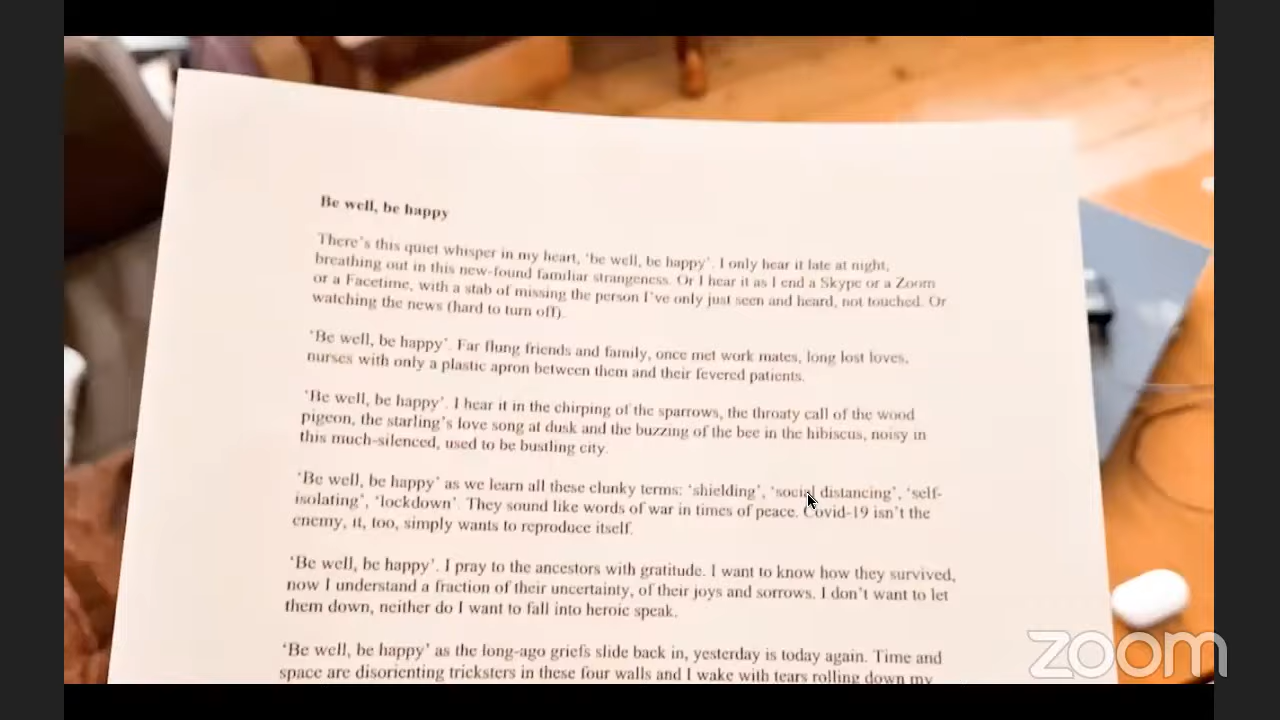 Be well, be happy
There's this quiet whisper in my heart, 'be well, be happy'. I only hear it late at night,
breathing out in this new-found familiar strangeness. Or I hear it as I end a Skype or a Zoom
or a Facetime, with a stab of missing the person I've only just seen and heard, not touched. Or
watching the news (hard to turn off).
'Be well, be happy'. Far flung friends and family, once met work mates, long lost loves,
nurses with only a plastic apron between them and their fevered patients.
'Be well, be happy'. I hear it in the chirping of the sparrows, the throaty call of the wood
pigeon, the starling's love song at dusk and the buzzing of the bee in the hibiscus, noisy in
this much-silenced, used to be bustling city.
'Be well, be happy' as we learn all these clunky terms: 'shielding', 'social distancing', 'self-
isolating', 'lockdown'. They sound like words of war in times of peace. Covid-19 isn't the
enemy, it, too, simply wants to reproduce itself.
'Be well, be happy'. I pray to the ancestors with gratitude. I want to know how they survived,
now I understand a fraction of their uncertainty, of their joys and sorrows. I don't want to let
them down, neither do I want to fall into heroic speak.
'Be well, be happy' as the long-ago griefs slide back in, yesterday is today again. Time and
space are disorienting tricksters in these four walls and I wake with tears rolling down my
zoom